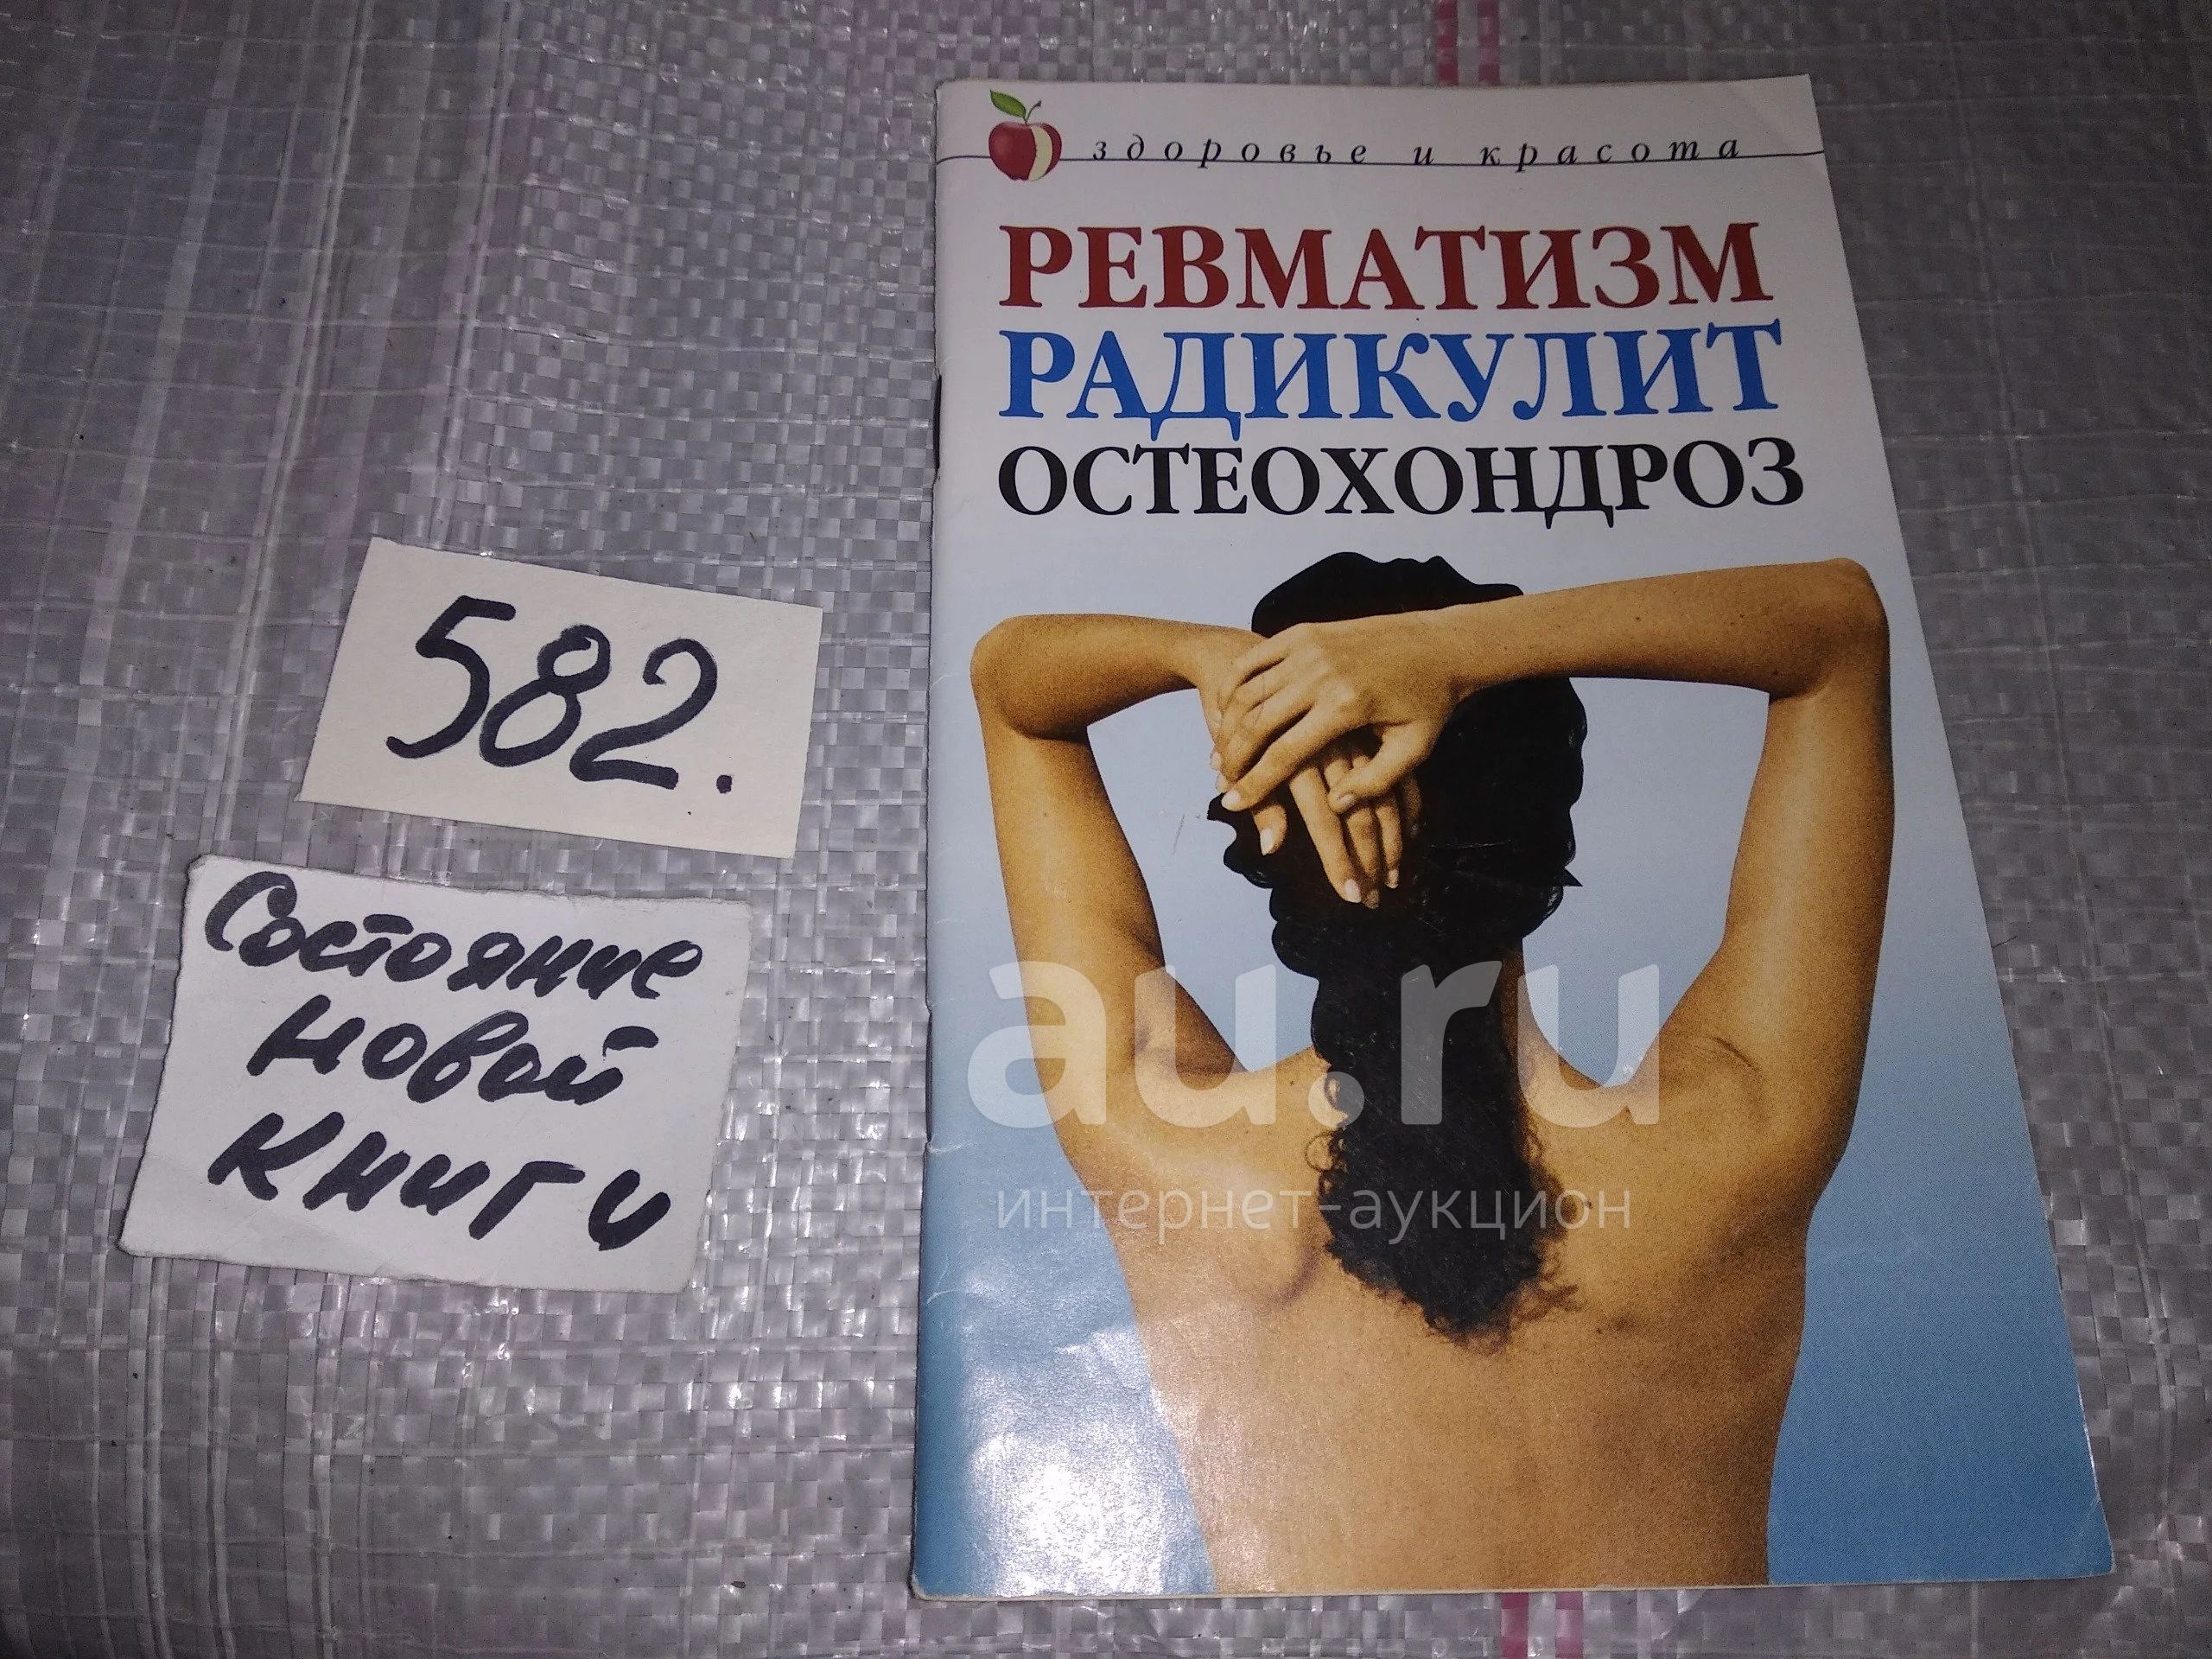 здоровье и красота
РЕВМАТИЗМ
РАДИКУЛИТ
ОСТЕОХОНДРОЗ
582.
Состояние
новой
книги
au.ru
интернет-аукцион